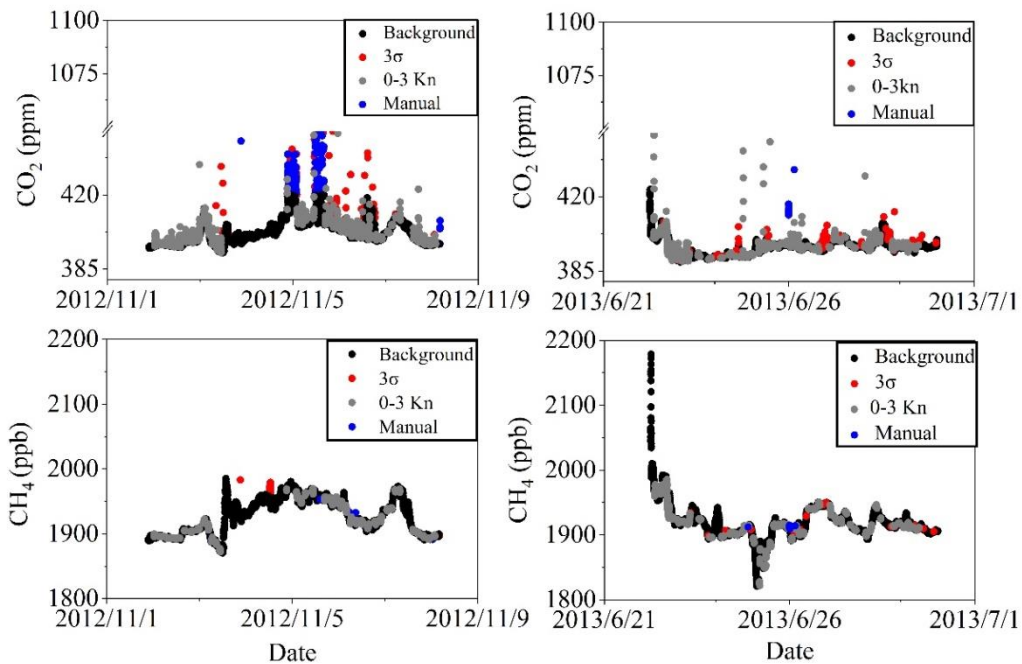 1100
1075
420
385
CO2 (ppm)
Background
3σ
0-3 Kn
Manual
2012/11/1
2012/11/5
2012/11/9
1100
1075
420
385
CO2 (ppm)
Background
3σ
0-3kn
Manual
2013/6/21
2013/6/26
2013/7/1
2200
2100
2000
1900
1800
CH4 (ppb)
Background
3σ
0-3 Kn
Manual
2012/11/1
2012/11/5
2012/11/9
Date
2200
2100
2000
1900
1800
CH4 (ppb)
Background
3σ
0-3 Kn
Manual
2013/6/21
2013/6/26
2013/7/1
Date